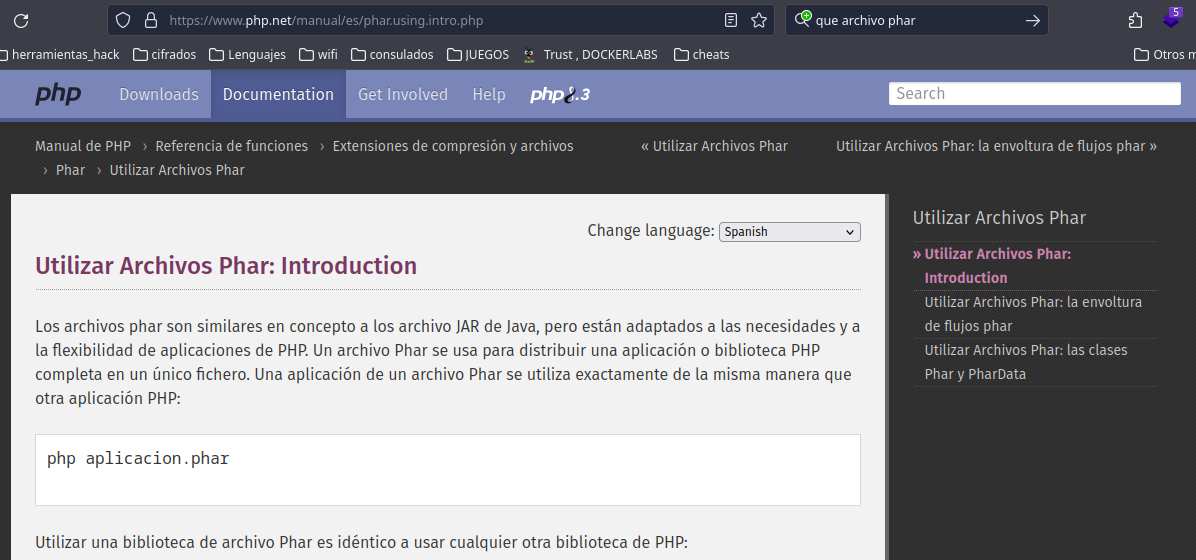 https://www.php.net/manual/es/phar.using.intro.php
que archivo phar
5
herramientas_hack
cifrados
Lenguajes
wifi
consulados
JUEGOS
Trust , DOCKERLABS
cheats
Otros m
php
Downloads
Documentation
Get Involved
Help
php8.3
Search
Manual de PHP › Referencia de funciones › Extensiones de compresión y archivos
› Phar › Utilizar Archivos Phar
« Utilizar Archivos Phar
Utilizar Archivos Phar: la envoltura de flujos phar »
Change language: Spanish
Utilizar Archivos Phar: Introduction
Los archivos phar son similares en concepto a los archivo JAR de Java, pero están adaptados a las necesidades y a
la flexibilidad de aplicaciones de PHP. Un archivo Phar se usa para distribuir una aplicación o biblioteca PHP
completa en un único fichero. Una aplicación de un archivo Phar se utiliza exactamente de la misma manera que
otra aplicación PHP:
php aplicacion.phar
Utilizar una biblioteca de archivo Phar es idéntico a usar cualquier otra biblioteca de PHP:
Utilizar Archivos Phar
» Utilizar Archivos Phar:
Introduction
Utilizar Archivos Phar: la envoltura
de flujos phar
Utilizar Archivos Phar: las clases
Phar y PharData